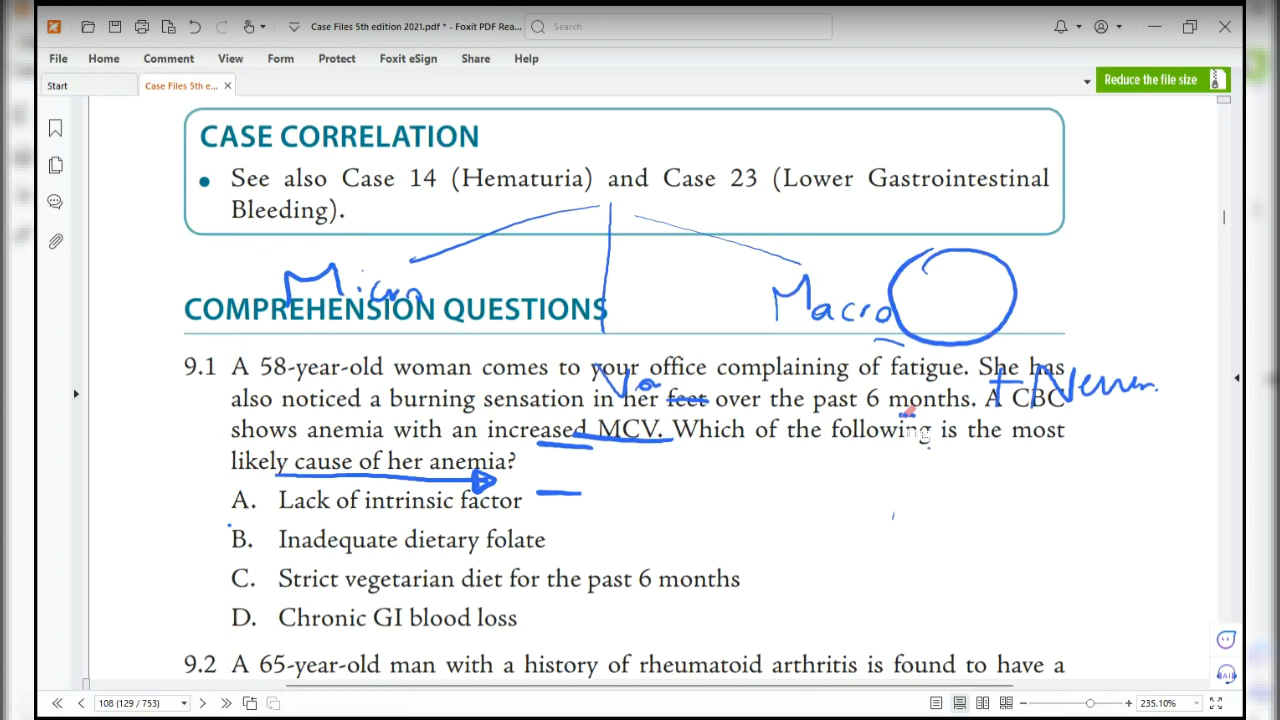 Case Files 5th edition 2021.pdf * - Foxit PDF Rea...
Search
File Home Comment View Form Protect Foxit eSign Share Help
Start
Case Files 5th e...
Reduce the file size
CASE CORRELATION
• See also Case 14 (Hematuria) and Case 23 (Lower Gastrointestinal
Bleeding).
Micro
Macro
COMPREHENSION QUESTIONS
9.1 A 58-year-old woman comes to your office complaining of fatigue. She has
also noticed a burning sensation in her feet over the past 6 months. A CBC
shows anemia with an increased MCV. Which of the following is the most
likely cause of her anemia?
A. Lack of intrinsic factor
B. Inadequate dietary folate
C. Strict vegetarian diet for the past 6 months
D. Chronic GI blood loss
9.2 A 65-year-old man with a history of rheumatoid arthritis is found to have a
108 (129 / 753)
235.10%